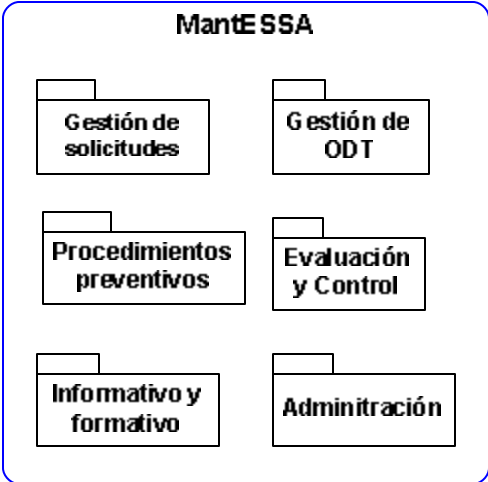 MantESSA
Gestión de
solicitudes
Gestión de
ODT
Procedimientos
preventivos
Evaluación
y Control
Informativo y
formativo
Adminitración